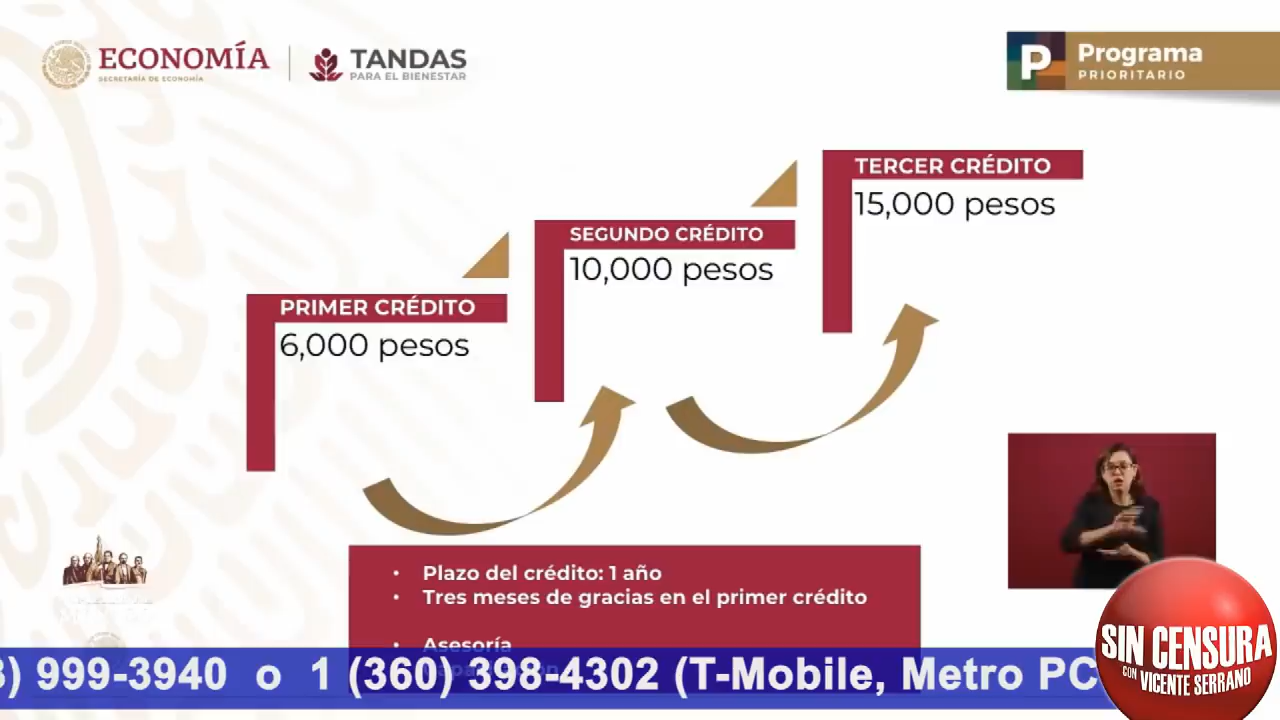 ECONOMÍA
SECRETARÍA DE ECONOMÍA
TANDAS
PARA EL BIENESTAR
P
Programa
PRIORITARIO
TERCER CRÉDITO
15,000 pesos
SEGUNDO CRÉDITO
10,000 pesos
PRIMER CRÉDITO
6,000 pesos
• Plazo del crédito: 1 año
• Tres meses de gracias en el primer crédito
• Asesoría
) 999-3940 o 1 (360) 398-4302 (T-Mobile, Metro PC
SIN CENSURA
CON VICENTE SERRANO